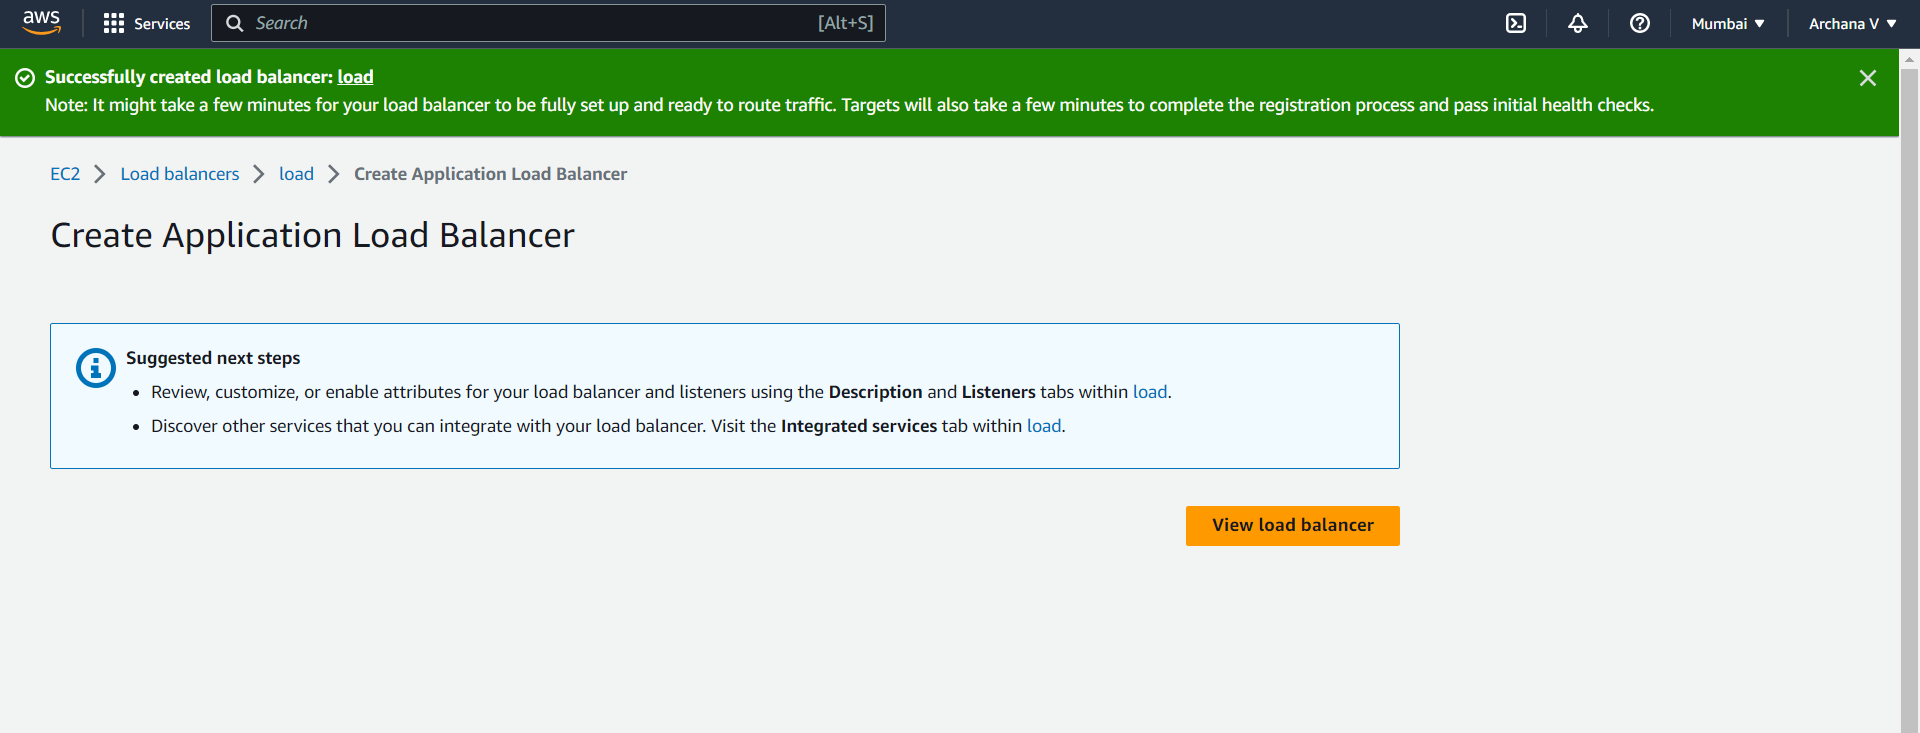 aws Services Search [Alt+S] Mumbai Archana V
Successfully created load balancer: load
Note: It might take a few minutes for your load balancer to be fully set up and ready to route traffic. Targets will also take a few minutes to complete the registration process and pass initial health checks.
EC2 Load balancers load Create Application Load Balancer
Create Application Load Balancer
Suggested next steps
Review, customize, or enable attributes for your load balancer and listeners using the Description and Listeners tabs within load.
Discover other services that you can integrate with your load balancer. Visit the Integrated services tab within load.
View load balancer